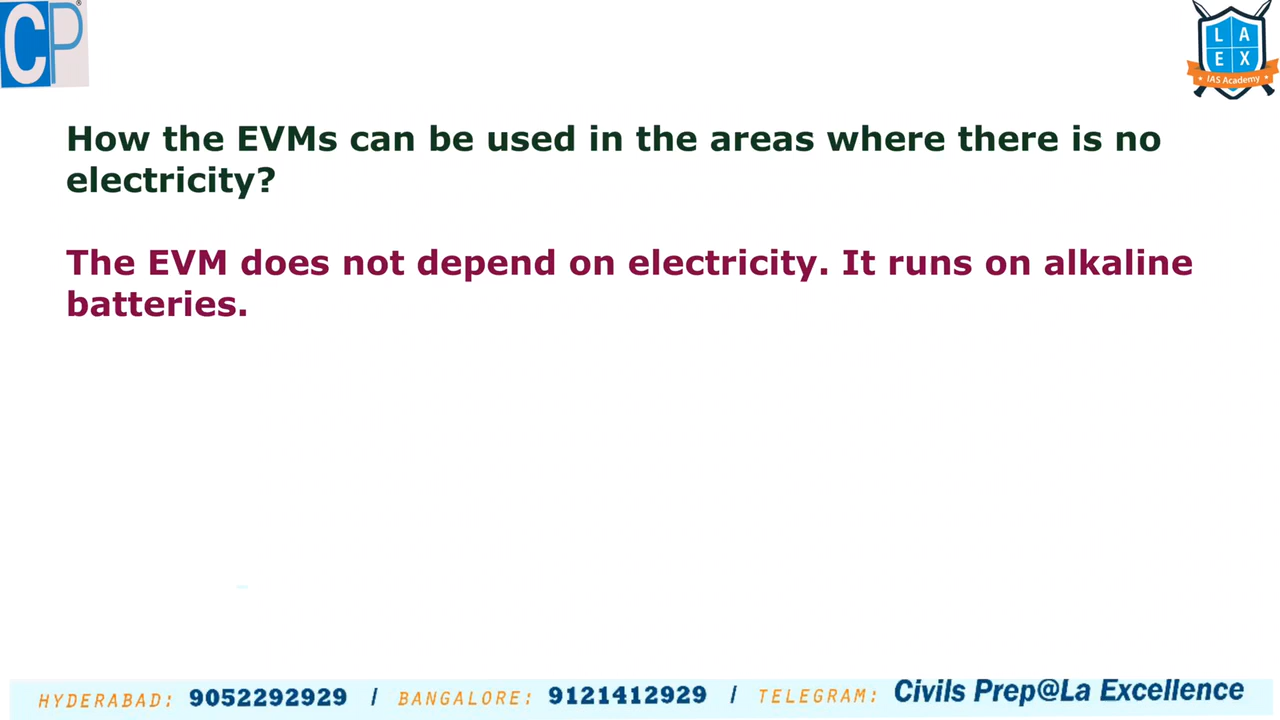 CP®
L A
E X
IAS Academy
How the EVMs can be used in the areas where there is no
electricity?
The EVM does not depend on electricity. It runs on alkaline
batteries.
HYDERABAD: 9052292929 / BANGALORE: 9121412929 / TELEGRAM: Civils Prep@La Excellence